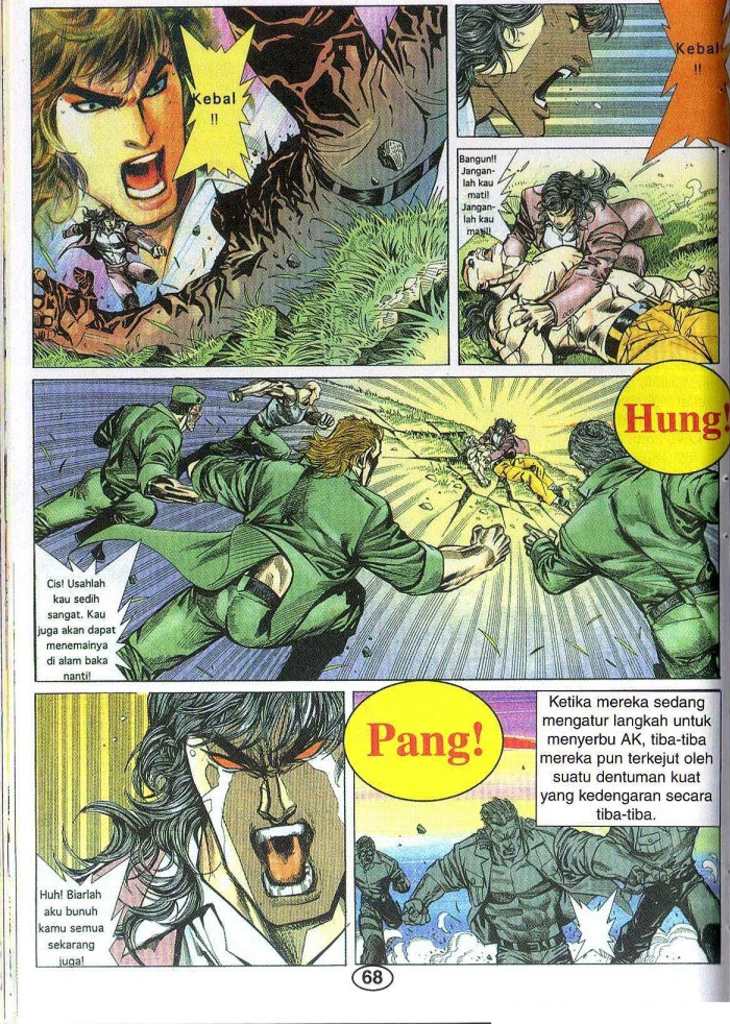 Kebal
!!
Kebal
!!
Bangun!!
Jangan-
lah kau
mati!
Jangan-
lah kau
mati!!
Hung!
Cis! Usahlah
kau sedih
sangat. Kau
juga akan dapat
menemainya
di alam baka
nanti!
Huh! Biarlah
aku bunuh
kamu semua
sekarang
juga!
Pang!
Ketika mereka sedang
mengatur langkah untuk
menyerbu AK, tiba-tiba
mereka pun terkejut oleh
suatu dentuman kuat
yang kedengaran secara
tiba-tiba.
68